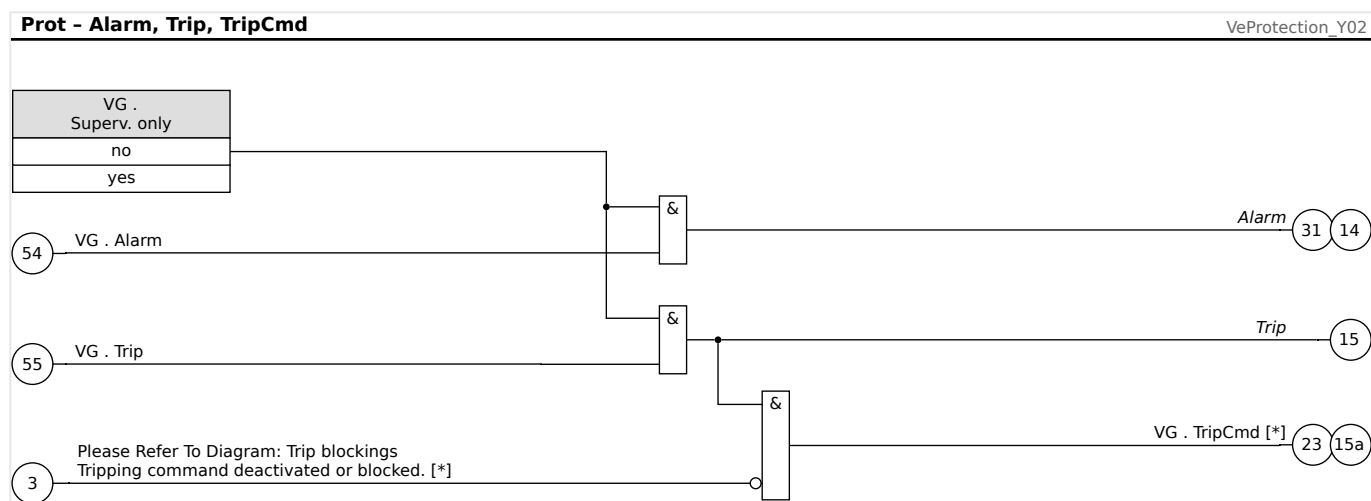 Prot – Alarm, Trip, TripCmd
VeProtection_Y02
VG .
Superv. only
no
yes
&
Alarm
31
14
VG . Alarm
54
&
Trip
15
VG . Trip
55
&
VG . TripCmd [*]
23
15a
Please Refer To Diagram: Trip blockings
Tripping command deactivated or blocked. [*]
3